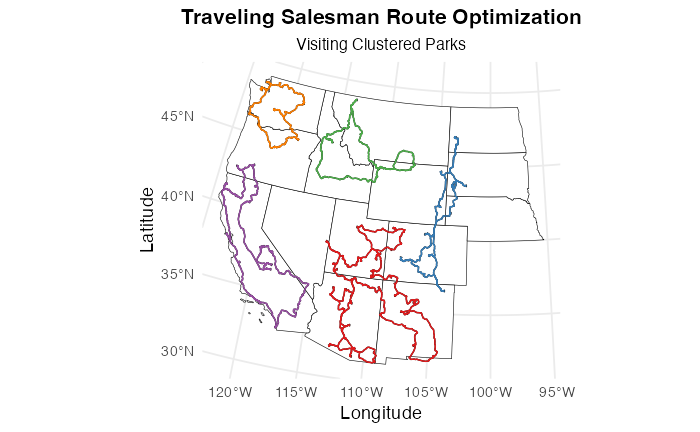 Traveling Salesman Route Optimization
Visiting Clustered Parks
45°N
40°N
35°N
30°N
Latitude
120°W 115°W 110°W 105°W 100°W 95°W
Longitude